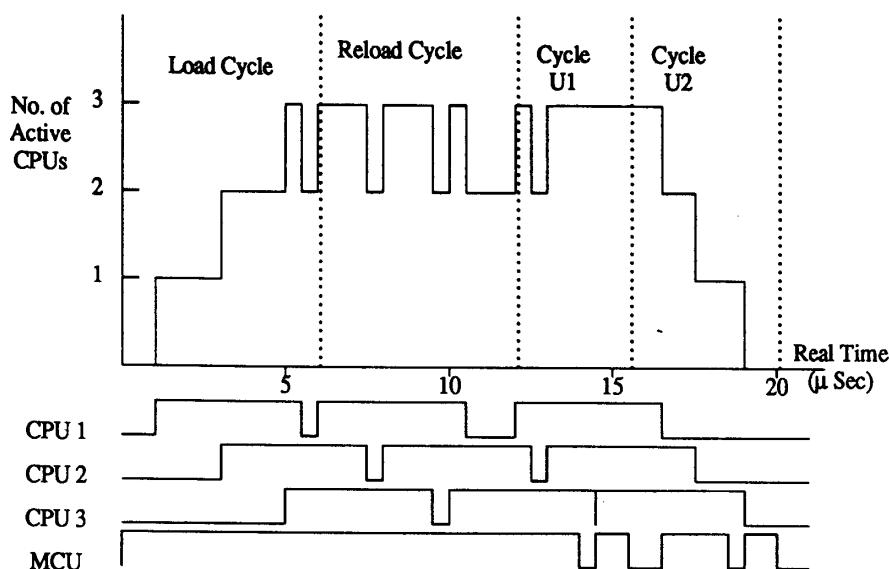 Load Cycle
Reload Cycle
Cycle
U1
Cycle
U2
No. of
Active
CPUs
3
2
1
5
10
15
20
Real Time
(μ Sec)
CPU 1
CPU 2
CPU 3
MCU